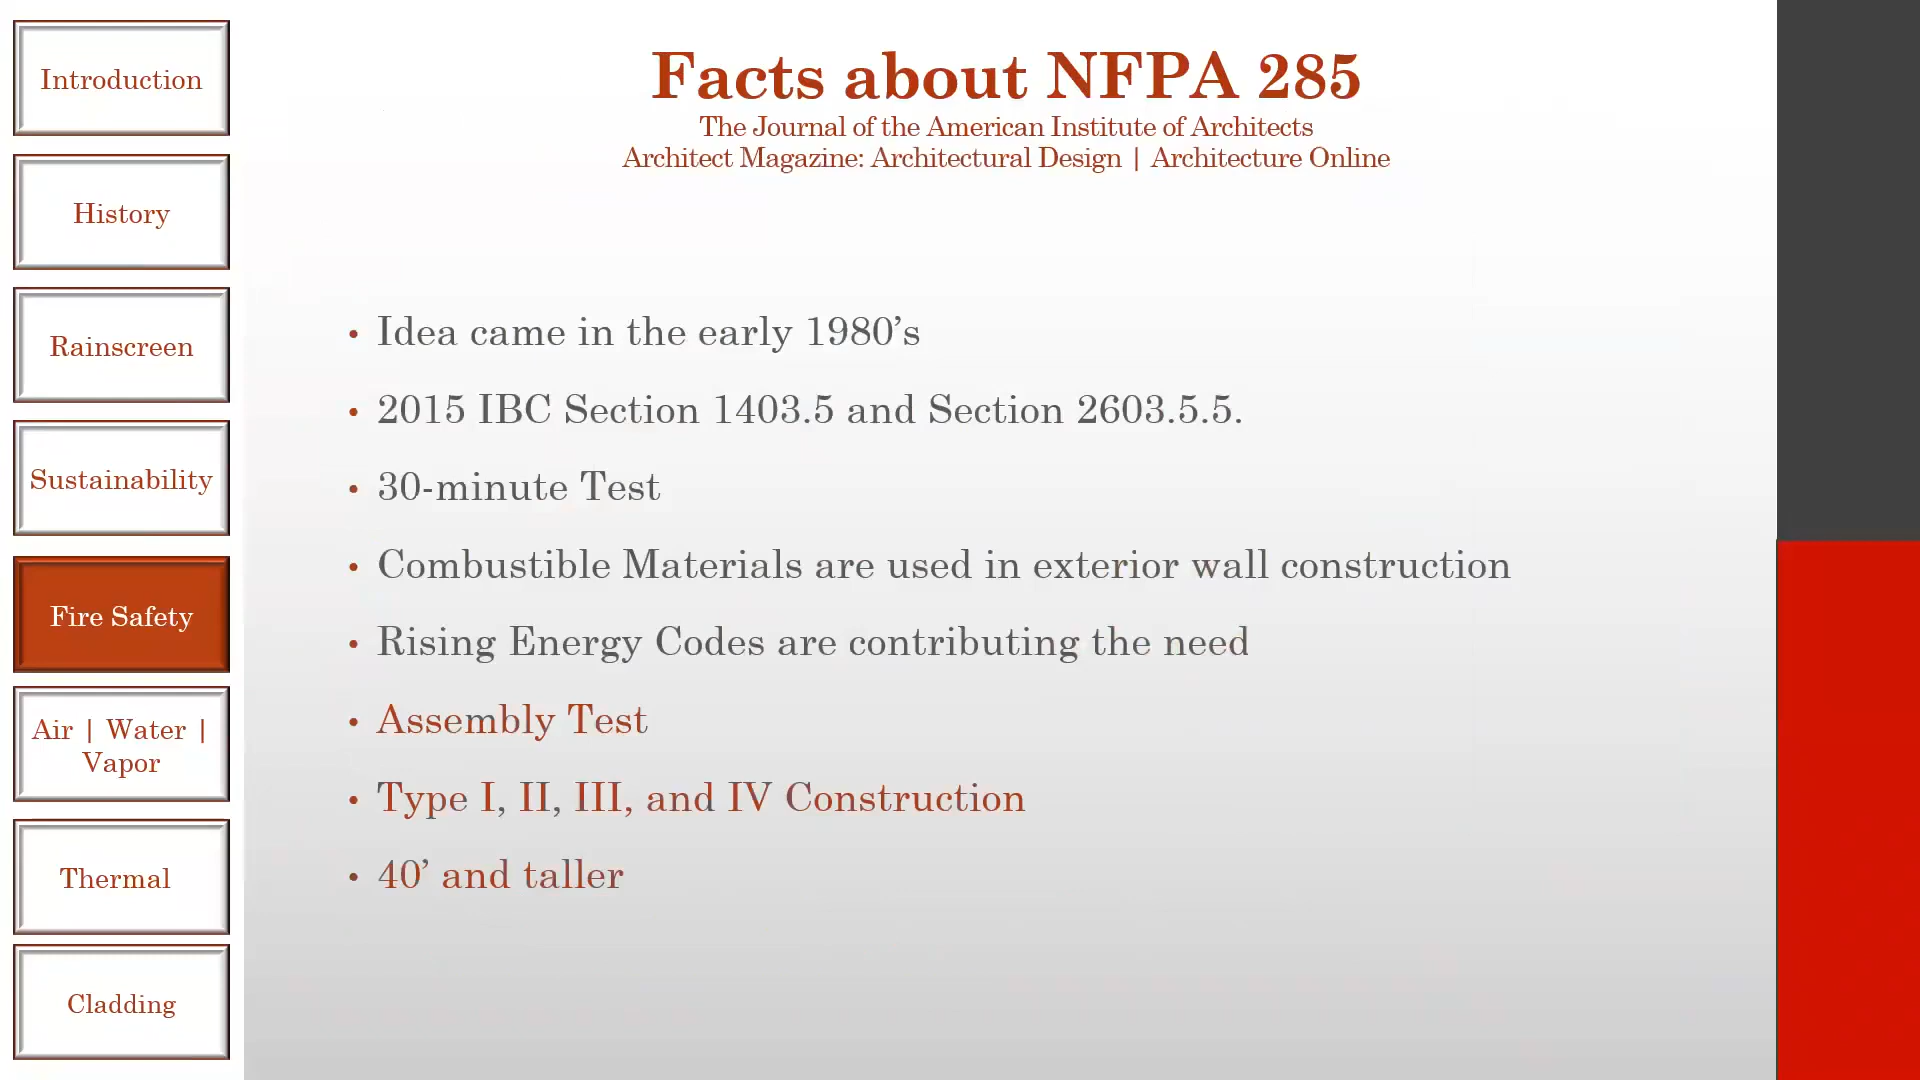 Introduction
History
Rainscreen
Sustainability
Fire Safety
Air | Water |
Vapor
Thermal
Cladding
Facts about NFPA 285
The Journal of the American Institute of Architects
Architect Magazine: Architectural Design | Architecture Online
• Idea came in the early 1980’s
• 2015 IBC Section 1403.5 and Section 2603.5.5.
• 30-minute Test
• Combustible Materials are used in exterior wall construction
• Rising Energy Codes are contributing the need
• Assembly Test
• Type I, II, III, and IV Construction
• 40’ and taller